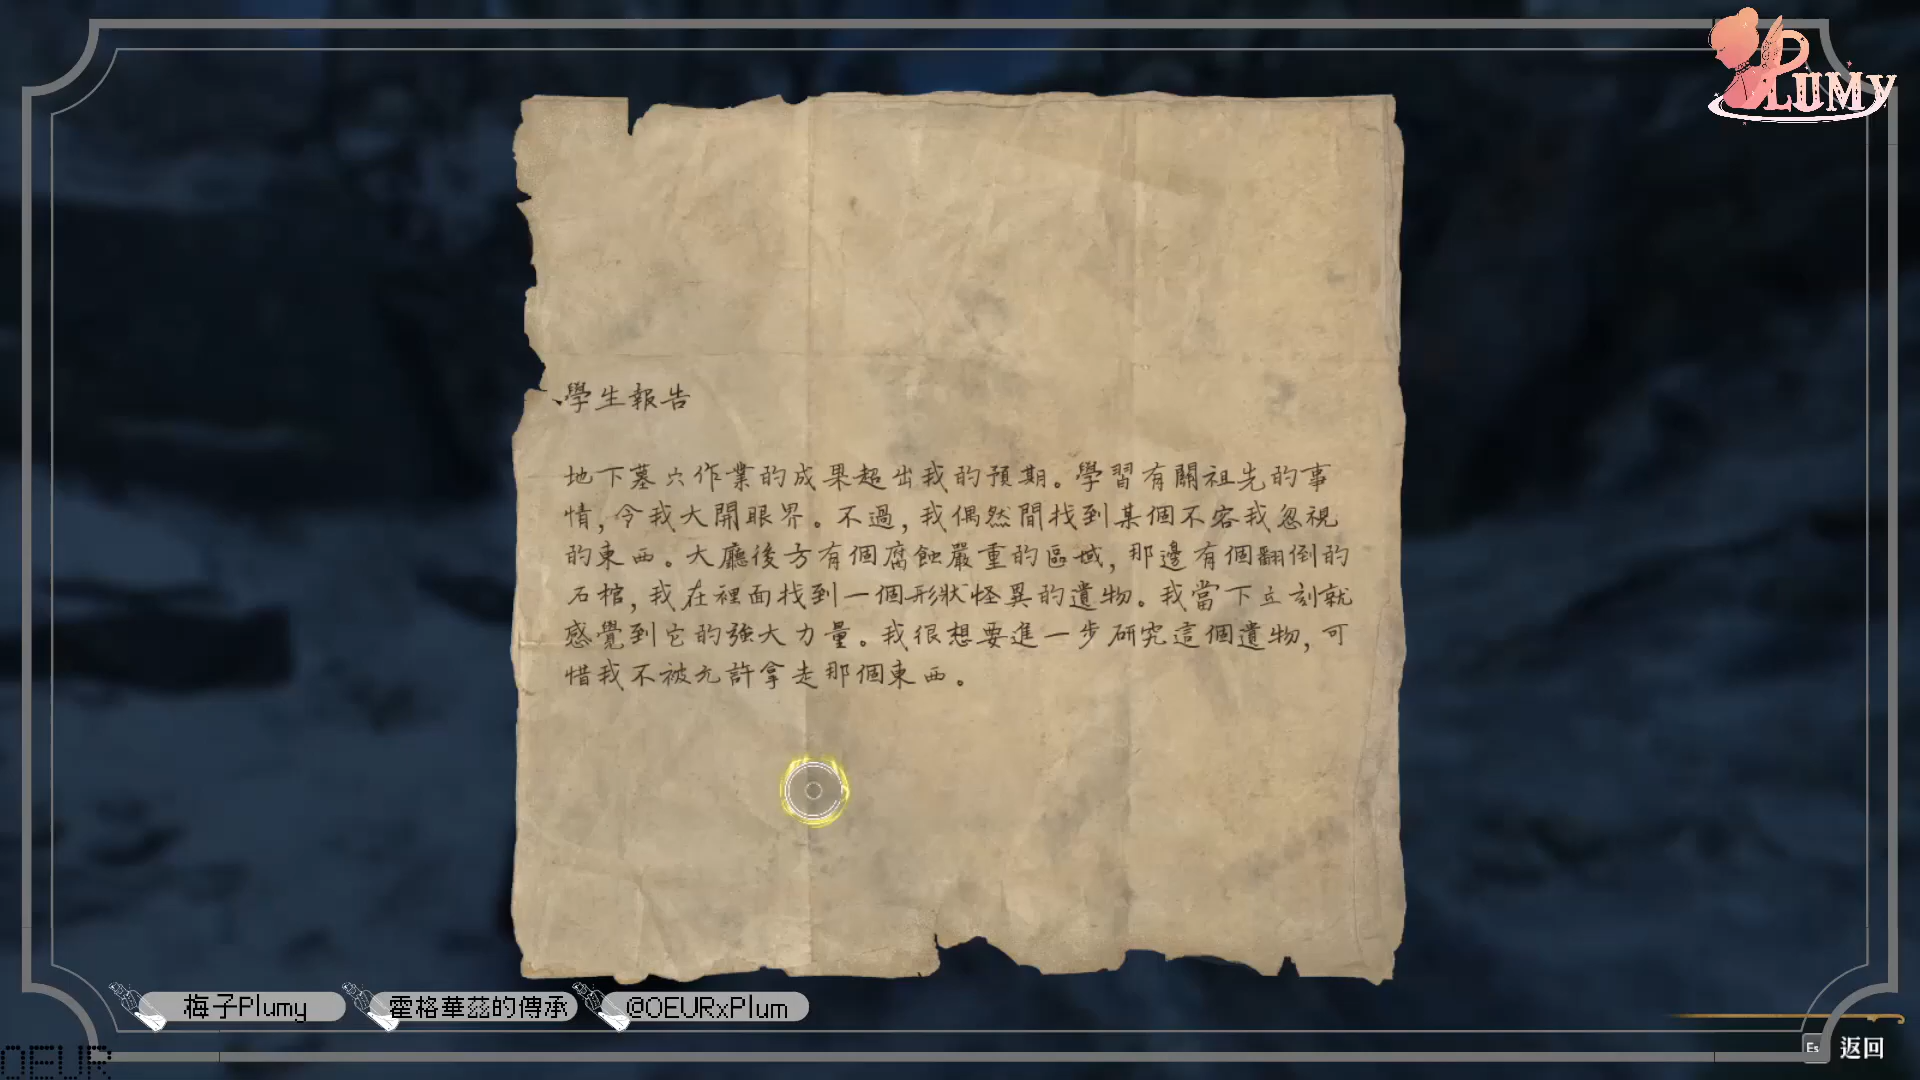 PLUMy
學生報告
地下墓穴作業的成果超出我的預期。學習有關祖先的事
情,令我大開眼界。不過,我偶然間找到某個不容我忽視
的東西。大廳後方有個腐蝕嚴重的區域,那邊有個翻倒的
石棺,我在裡面找到一個形狀怪異的遺物。我當下立刻就
感覺到它的強大力量。我很想要進一步研究這個遺物,可
惜我不被允許拿走那個東西。
梅子Plumy
霍格華茲的傳承
@OEURxPlum
OEUR
Es 返回